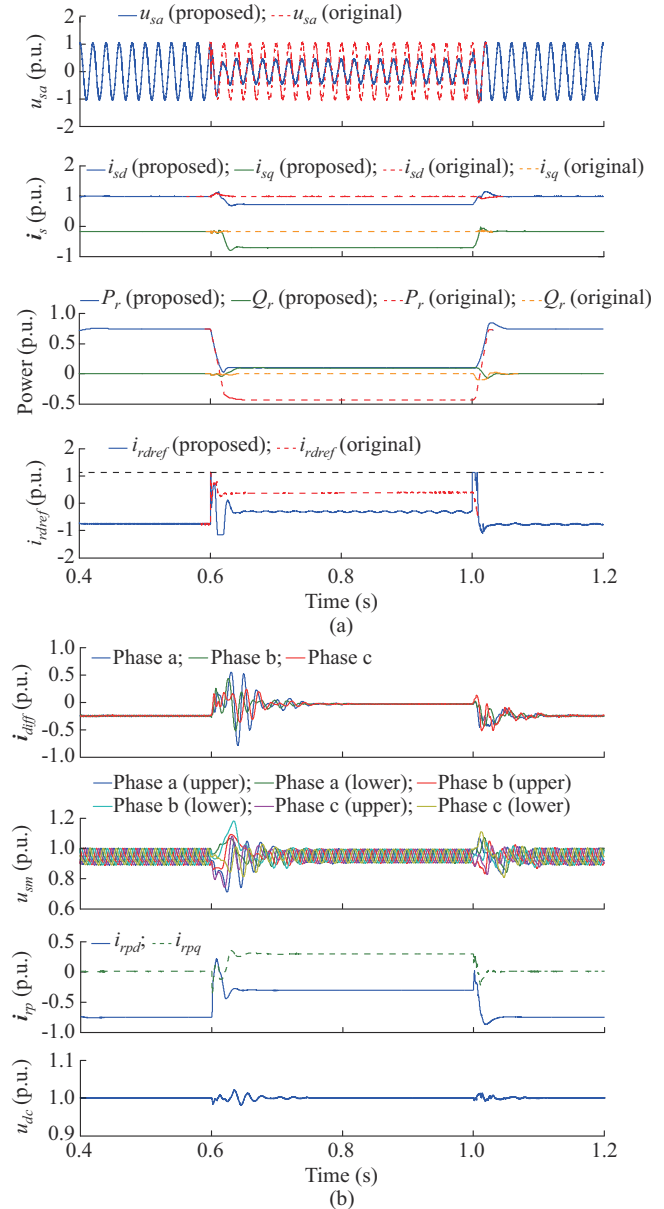 u_sa (proposed); u_sa (original)
2
1
0
-1
2
u_sa (p.u.)
i_sd (proposed); i_sq (proposed); i_sd (original); i_sq (original)
2
1
0
-1
i_s (p.u.)
P_r (proposed); Q_r (proposed); P_r (original); Q_r (original)
1.0
0.5
0
-0.5
Power (p.u.)
i_rdref (proposed); i_rdref (original)
2
1
0
-1
-2
i_rdref (p.u.)
0.4 0.6 0.8 1.0 1.2
Time (s)
(a)
Phase a; Phase b; Phase c
1.0
0.5
0
-0.5
-1.0
i_diff (p.u.)
Phase a (upper); Phase a (lower); Phase b (upper)
Phase b (lower); Phase c (upper); Phase c (lower)
1.2
1.0
0.8
0.6
u_sm (p.u.)
i_rpd; i_rpq
0.5
0
-0.5
-1.0
i_rp (p.u.)
1.1
1.0
0.9
u_dc (p.u.)
0.4 0.6 0.8 1.0 1.2
Time (s)
(b)